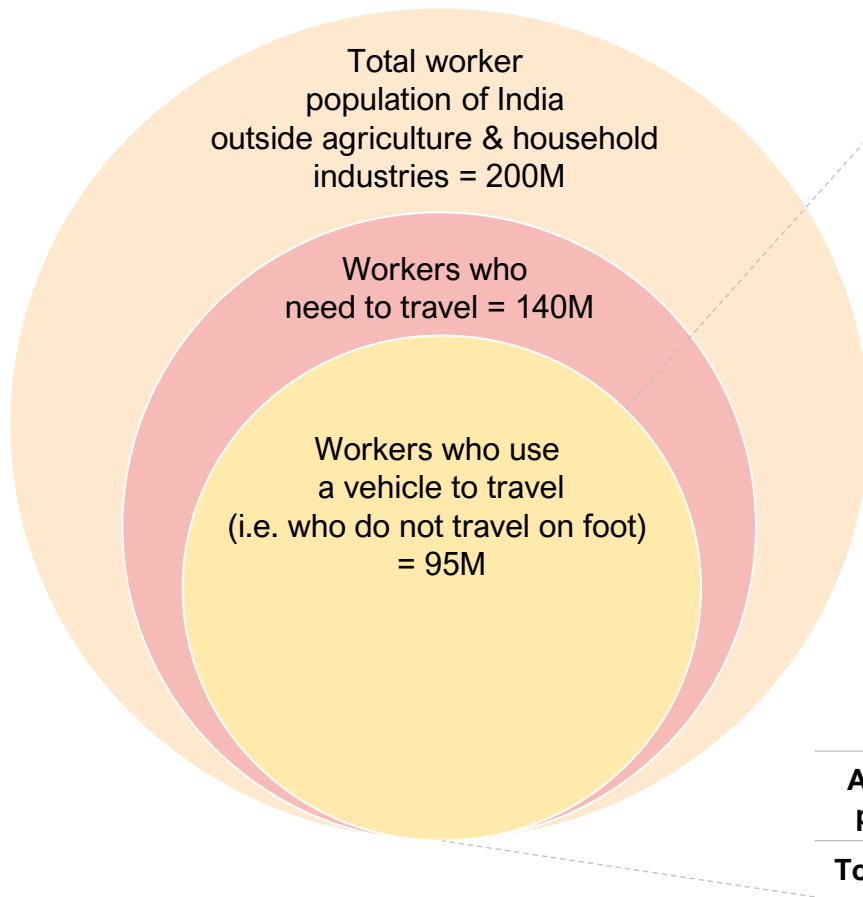 Total worker
population of India
outside agriculture & household
industries = 200M
Workers who
need to travel = 140M
Workers who use
a vehicle to travel
(i.e. who do not travel on foot)
= 95M